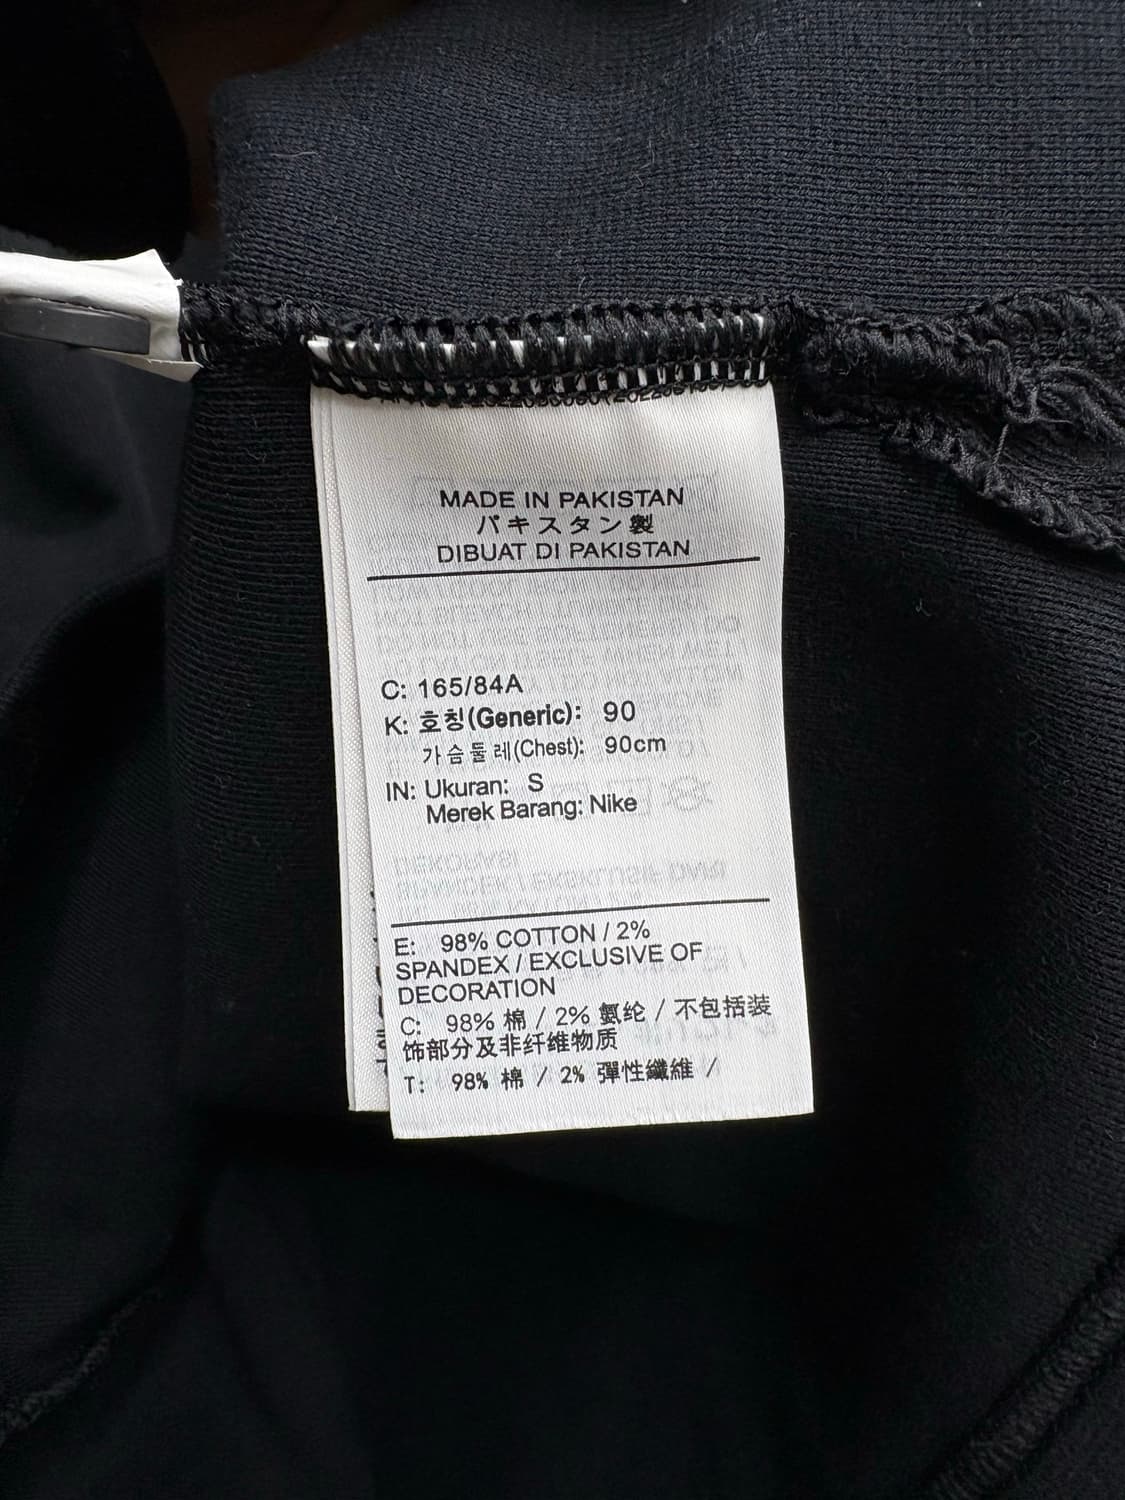 MADE IN PAKISTAN
パキスタン製
DIBUAT DI PAKISTAN
C: 165/84A
K: 호칭(Generic): 90
가슴둘레(Chest): 90cm
IN: Ukuran: S
Merek Barang: Nike
E: 98% COTTON / 2%
SPANDEX / EXCLUSIVE OF
DECORATION
C: 98% 棉 / 2% 氨纶 / 不包括装
饰部分及非纤维物质
T: 98% 棉 / 2% 彈性纖維 /